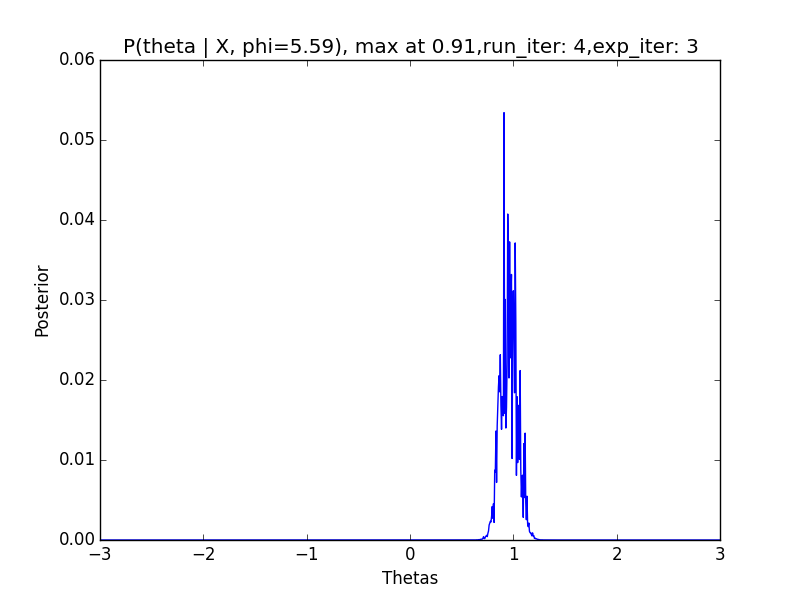 P(theta | X, phi=5.59), max at 0.91,run_iter: 4,exp_iter: 3
0.06
0.05
0.04
0.03
0.02
0.01
0.00
Posterior
−3 −2 −1 0 1 2 3
Thetas